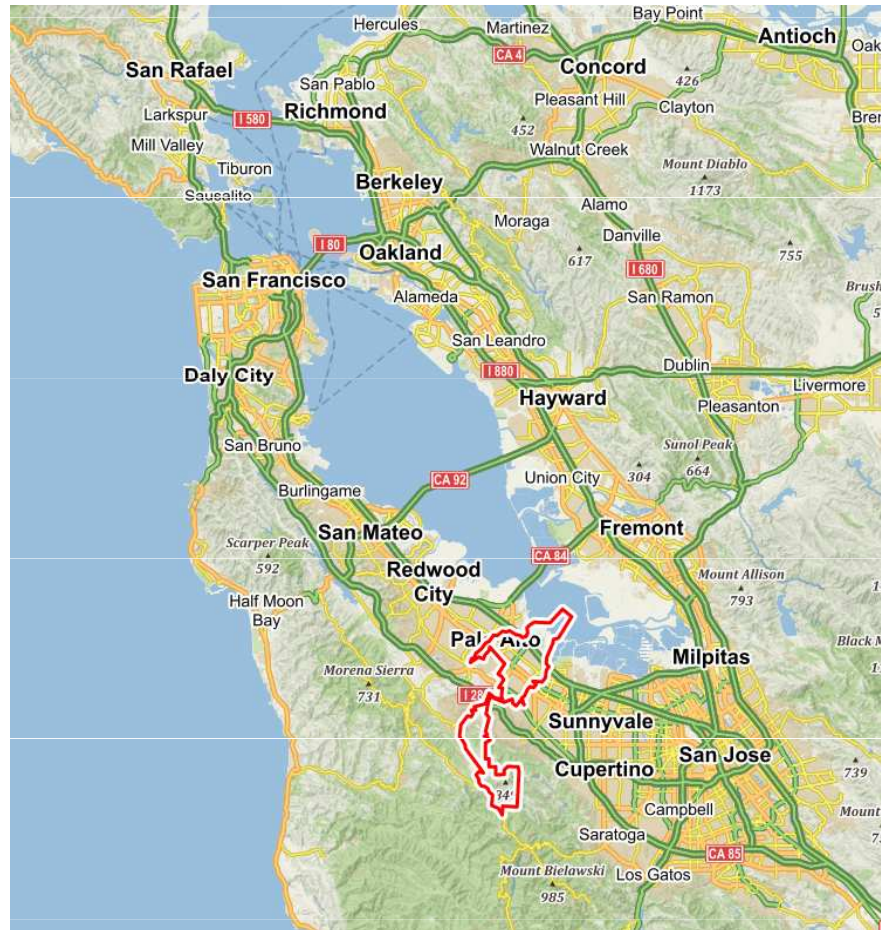 Hercules
Martinez
Bay Point
Antioch
San Rafael
CA 4
Concord
426
San Pablo
Richmond
Pleasant Hill
Clayton
Larkspur
I 580
452
Mill Valley
Walnut Creek
Tiburon
Berkeley
Mount Diablo
1173
Sausalito
Alamo
Moraga
I 80
Oakland
Danville
617
755
San Francisco
I 680
Alameda
San Ramon
San Leandro
Daly City
I 880
Dublin
Livermore
Hayward
Pleasanton
San Bruno
Sunol Peak
664
304
CA 92
Union City
Burlingame
San Mateo
Fremont
Scarper Peak
592
CA 84
Redwood
City
Mount Allison
793
Half Moon
Bay
Palo Alto
Milpitas
Morena Sierra
731
I 28
Sunnyvale
San Jose
Cupertino
739
Campbell
Saratoga
CA 85
Mount Bielawski
985
Los Gatos